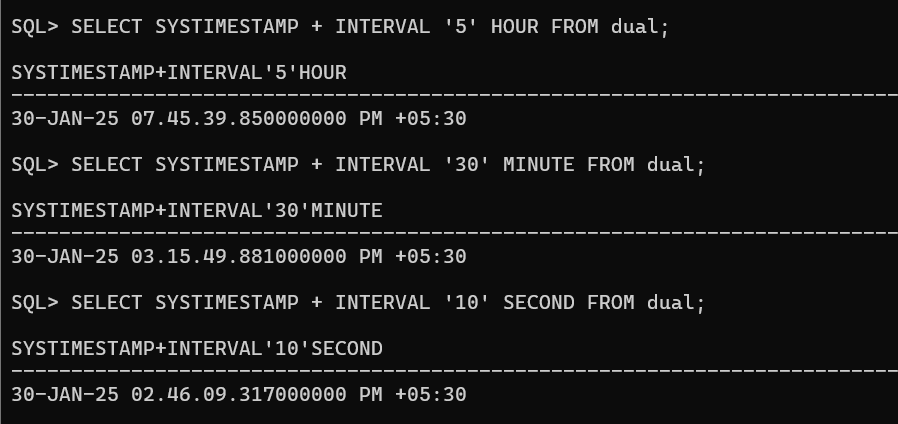 SQL> SELECT SYSTIMESTAMP + INTERVAL '5' HOUR FROM dual;
SYSTIMESTAMP+INTERVAL'5'HOUR
---------------------------------------------------------------------------
30-JAN-25 07.45.39.850000000 PM +05:30
SQL> SELECT SYSTIMESTAMP + INTERVAL '30' MINUTE FROM dual;
SYSTIMESTAMP+INTERVAL'30'MINUTE
---------------------------------------------------------------------------
30-JAN-25 03.15.49.881000000 PM +05:30
SQL> SELECT SYSTIMESTAMP + INTERVAL '10' SECOND FROM dual;
SYSTIMESTAMP+INTERVAL'10'SECOND
---------------------------------------------------------------------------
30-JAN-25 02.46.09.317000000 PM +05:30